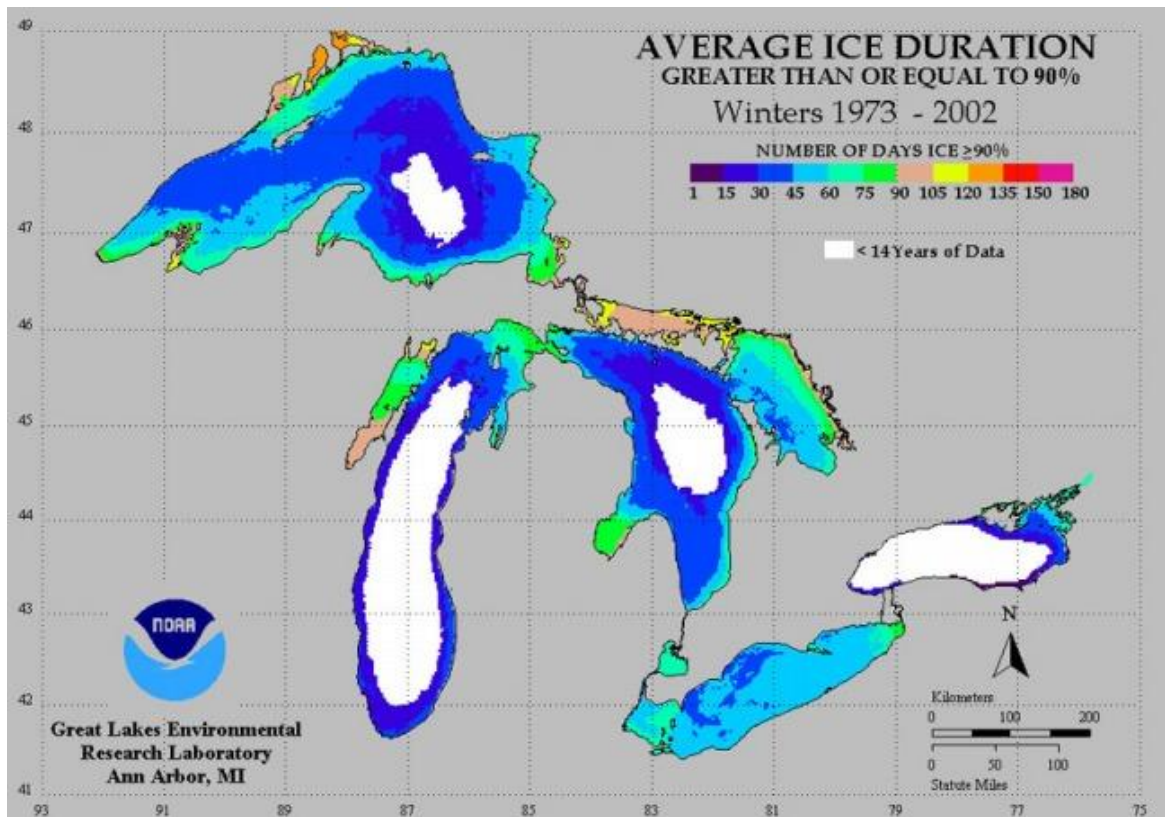 AVERAGE ICE DURATION
GREATER THAN OR EQUAL TO 90%
Winters 1973 - 2002
NUMBER OF DAYS ICE ≥90%
1 15 30 45 60 75 90 105 120 135 150 180
< 14 Years of Data
49
48
47
46
45
44
43
42
41
93 91 89 87 85 83 81 79 77 75
NOAA
Great Lakes Environmental
Research Laboratory
Ann Arbor, MI
N
Kilometers
0 100 200
0 50 100
Statute Miles